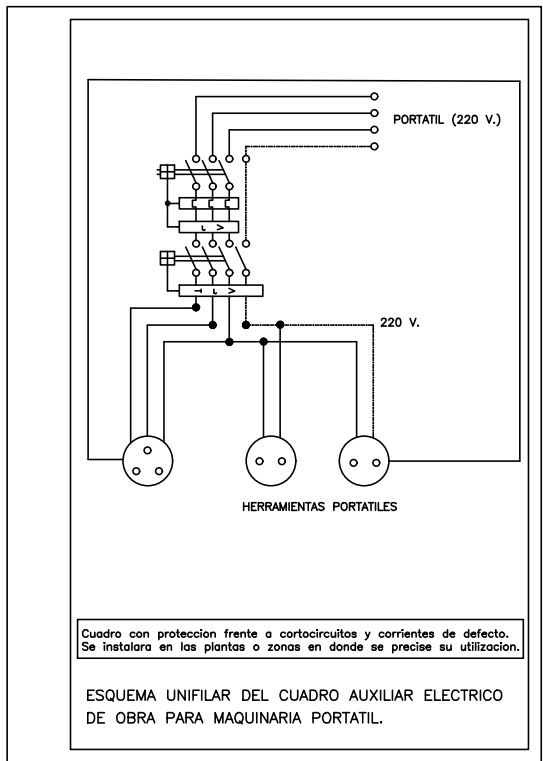 PORTATIL (220 V.)
220 V.
HERRAMIENTAS PORTATILES
Cuadro con proteccion frente a cortocircuitos y corrientes de defecto.
Se instalara en las plantas o zonas en donde se precise su utilizacion.
ESQUEMA UNIFILAR DEL CUADRO AUXILIAR ELECTRICO
DE OBRA PARA MAQUINARIA PORTATIL.